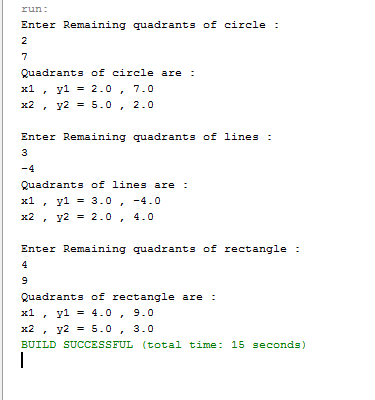 run:
Enter Remaining quadrants of circle :
2
7
Quadrants of circle are :
x1 , y1 = 2.0 , 7.0
x2 , y2 = 5.0 , 2.0
Enter Remaining quadrants of lines :
3
-4
Quadrants of lines are :
x1 , y1 = 3.0 , -4.0
x2 , y2 = 2.0 , 4.0
Enter Remaining quadrants of rectangle :
4
9
Quadrants of rectangle are :
x1 , y1 = 4.0 , 9.0
x2 , y2 = 5.0 , 3.0
BUILD SUCCESSFUL (total time: 15 seconds)